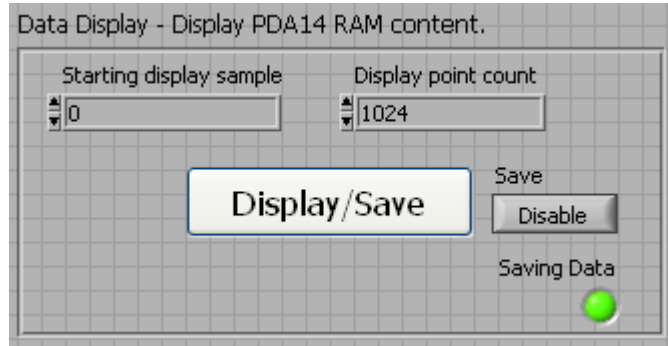 Data Display - Display PDA14 RAM content.
Starting display sample
Display point count
0
1024
Display/Save
Save
Disable
Saving Data